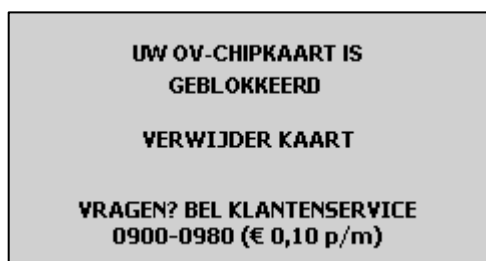 UW OV-CHIPKAART IS
GEBLOKKEERD
VERWIJDER KAART
VRAGEN? BEL KLANTENSERVICE
0900-0980 (€ 0,10 p/m)